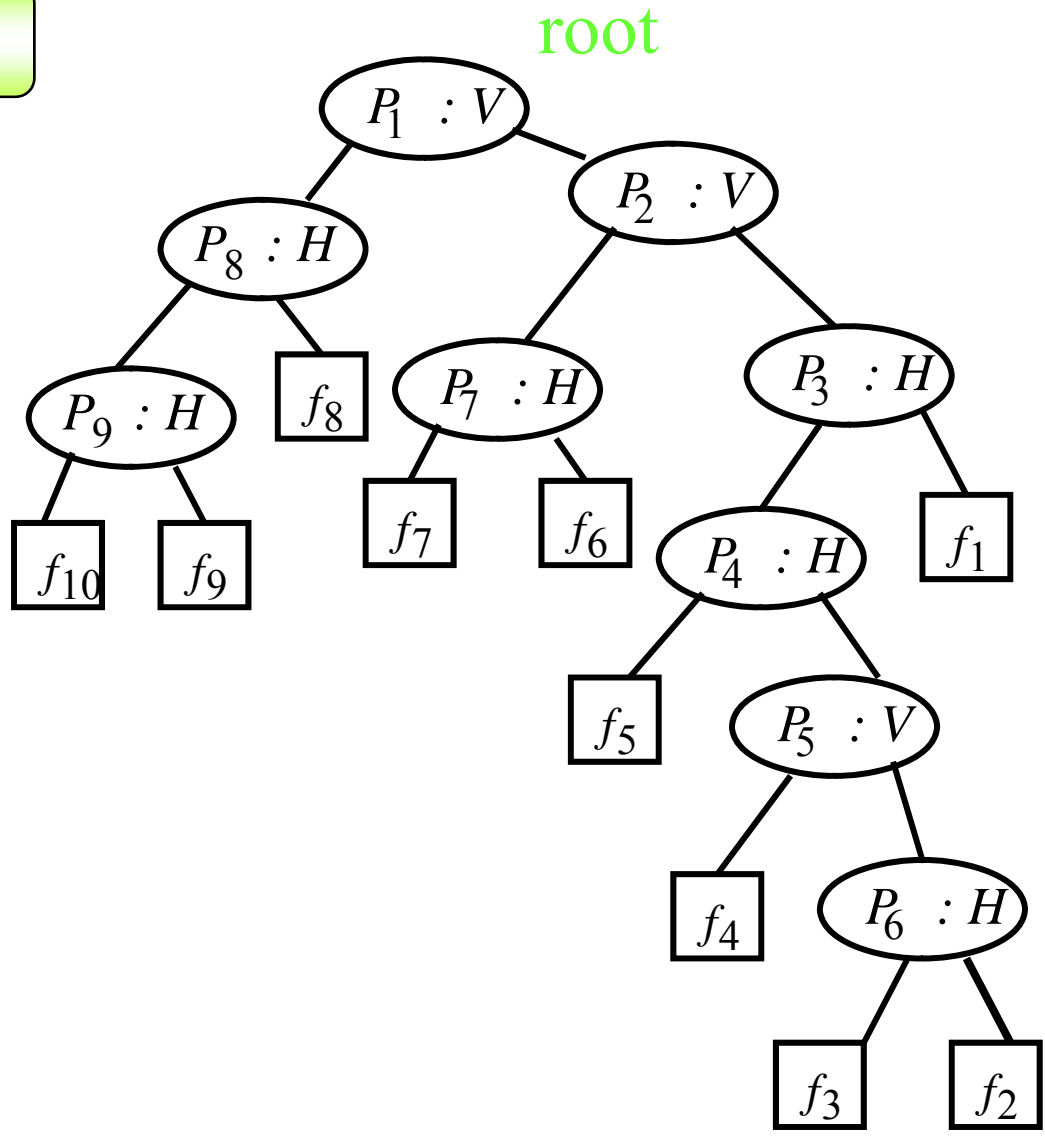 root
P1 : V
P2 : V
P8 : H
P3 : H
P7 : H
P9 : H
f8
f7
f6
f1
P4 : H
f10
f9
f5
P5 : V
f4
P6 : H
f3
f2